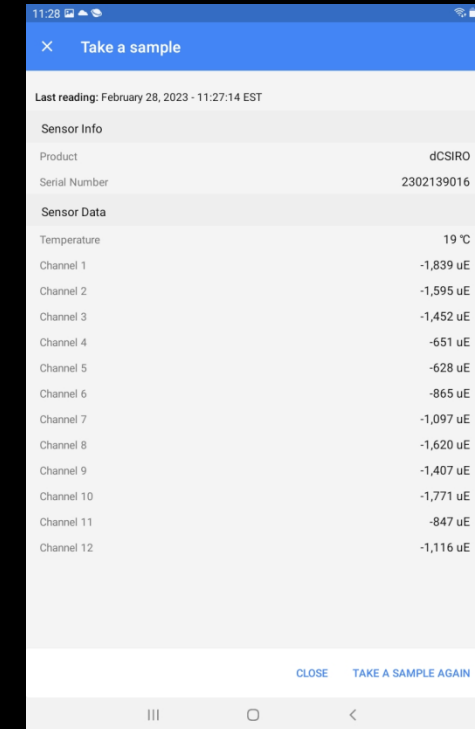 11:28
Take a sample
Last reading: February 28, 2023 - 11:27:14 EST
Sensor Info
Product dCSIRO
Serial Number 2302139016
Sensor Data
Temperature 19 °C
Channel 1 -1,839 uE
Channel 2 -1,595 uE
Channel 3 -1,452 uE
Channel 4 -651 uE
Channel 5 -628 uE
Channel 6 -865 uE
Channel 7 -1,097 uE
Channel 8 -1,620 uE
Channel 9 -1,407 uE
Channel 10 -1,771 uE
Channel 11 -847 uE
Channel 12 -1,116 uE
CLOSE TAKE A SAMPLE AGAIN